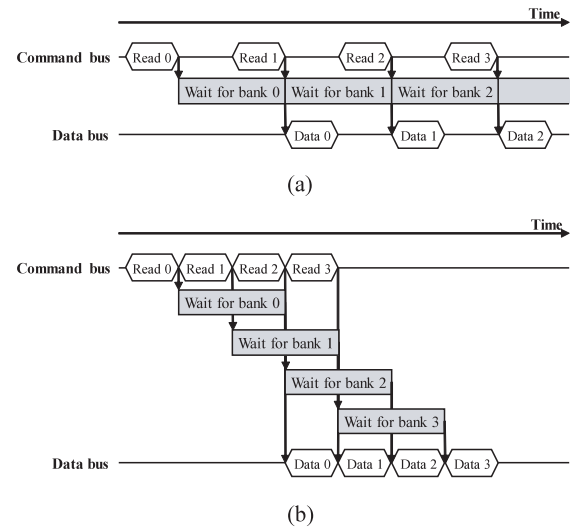 Time
Command bus Read 0 Read 1 Read 2 Read 3
Wait for bank 0 Wait for bank 1 Wait for bank 2
Data bus Data 0 Data 1 Data 2
(a)
Time
Command bus Read 0 Read 1 Read 2 Read 3
Wait for bank 0
Wait for bank 1
Wait for bank 2
Wait for bank 3
Data bus Data 0 Data 1 Data 2 Data 3
(b)